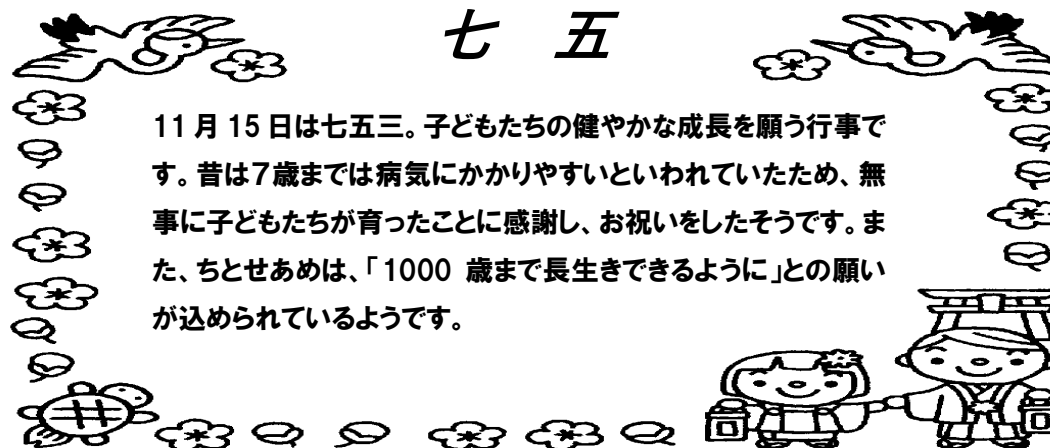 七 五
11月15日は七五三。子どもたちの健やかな成長を願う行事で
す。昔は７歳までは病気にかかりやすいといわれていたため、無
事に子どもたちが育ったことに感謝し、お祝いをしたそうです。ま
た、ちとせあめは、「1000 歳まで長生きできるように」との願い
が込められているようです。